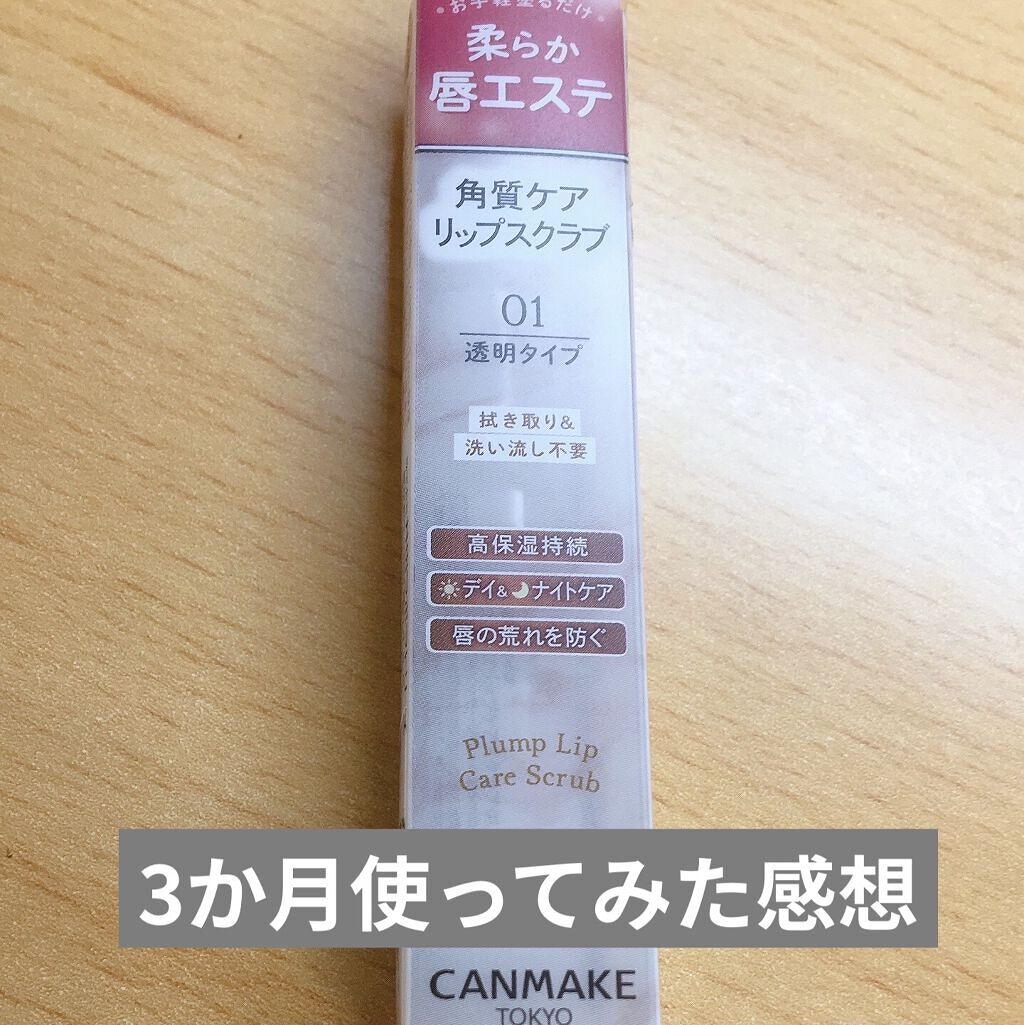 お手軽塗るだけ
柔らか
唇エステ
角質ケア
リップスクラブ
01
透明タイプ
拭き取り&
洗い流し不要
高保湿持続
デイ&ナイトケア
唇の荒れを防ぐ
Plump Lip
Care Scrub
3か月使ってみた感想
CANMAKE
TOKYO